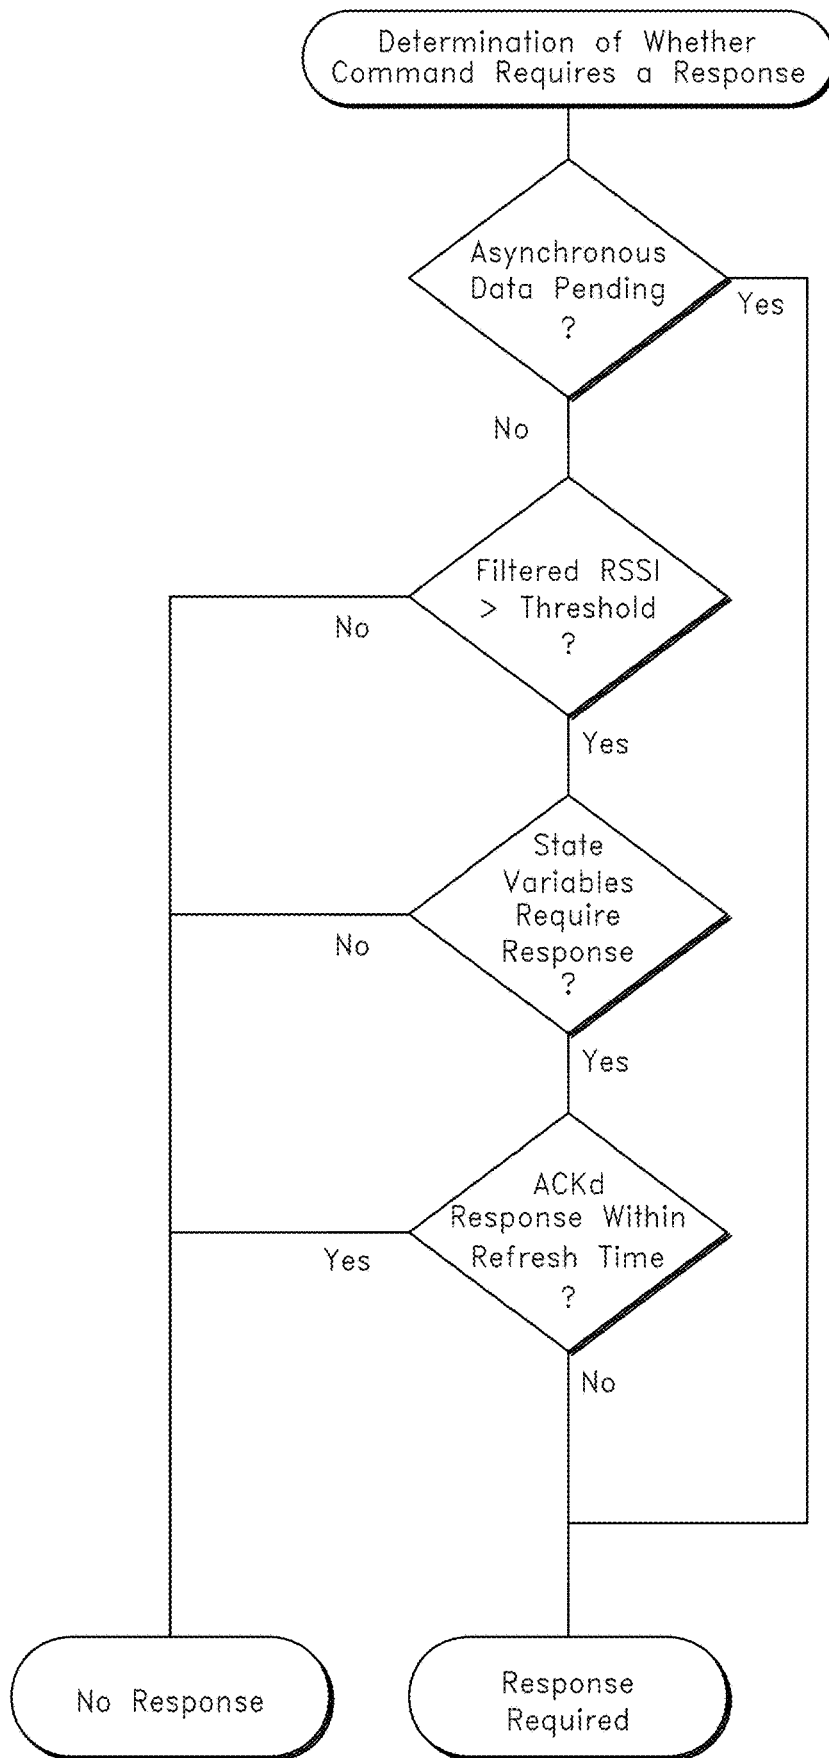 Determination of Whether
Command Requires a Response
Asynchronous
Data Pending
?
Yes
No
Filtered RSSI
> Threshold
?
No
Yes
State
Variables
Require
Response
?
No
Yes
ACKd
Response Within
Refresh Time
?
Yes
No
No Response
Response
Required